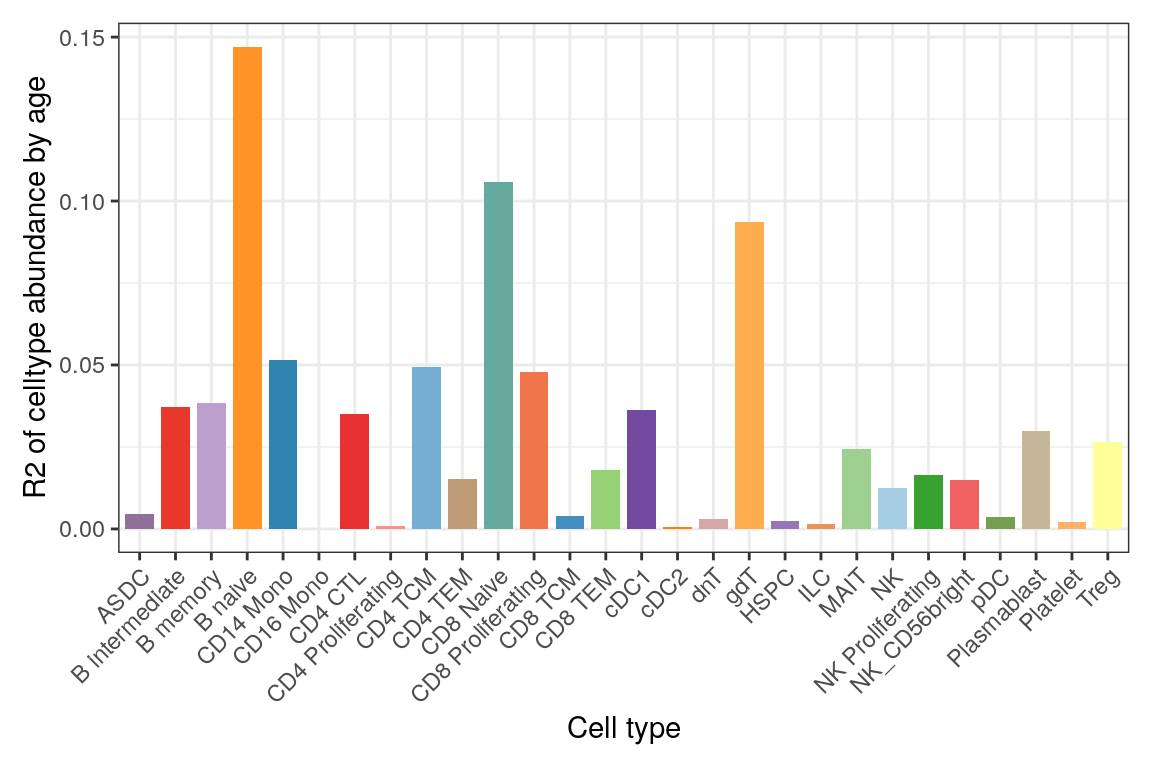 R2 of celltype abundance by age
0.15
0.10
0.05
0.00
ASDC
B intermediate
B memory
B naive
CD14 Mono
CD16 Mono
CD4 CTL
CD4 Proliferating
CD4 TCM
CD4 TEM
CD8 Naive
CD8 Proliferating
CD8 TCM
CD8 TEM
cDC1
cDC2
dnT
gdT
HSPC
ILC
MAIT
NK
NK Proliferating
NK_CD56bright
pDC
Plasmablast
Platelet
Treg
Cell type